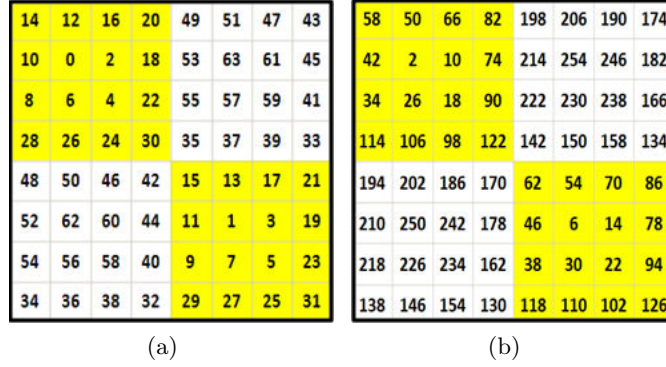 14 12 16 20 49 51 47 43 58 50 66 82 198 206 190 174
10 0 2 18 53 63 61 45 42 2 10 74 214 254 246 182
8 6 4 22 55 57 59 41 34 26 18 90 222 230 238 166
28 26 24 30 35 37 39 33 114 106 98 122 142 150 158 134
48 50 46 42 15 13 17 21 194 202 186 170 62 54 70 86
52 62 60 44 11 1 3 19 210 250 242 178 46 6 14 78
54 56 58 40 9 7 5 23 218 226 234 162 38 30 22 94
34 36 38 32 29 27 25 31 138 146 154 130 118 110 102 126
(a) (b)